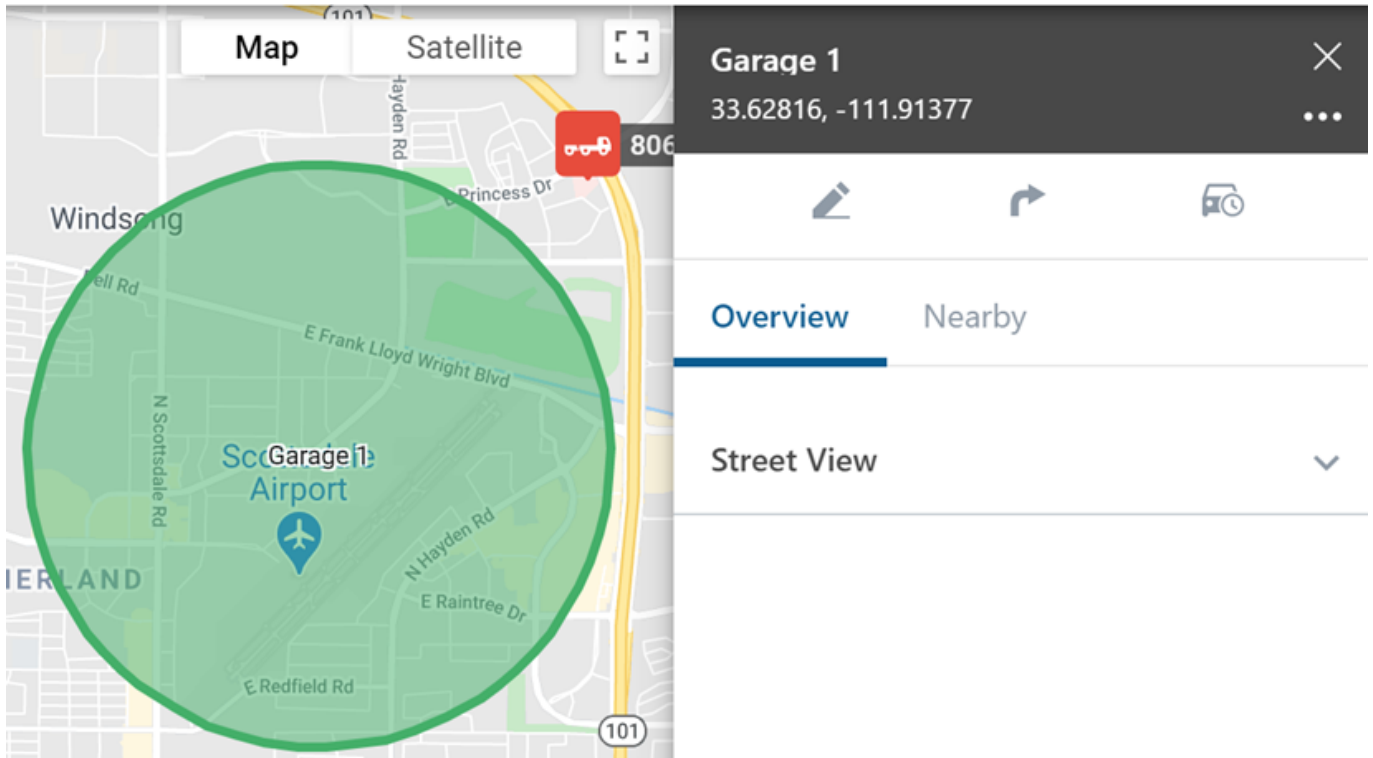 101
Map
Satellite
Hayden Rd
806
E Princess Dr
Windsong
Bell Rd
E Frank Lloyd Wright Blvd
N Scottsdale Rd
Garage 1
Airport
N Hayden Rd
E Raintree Dr
IERLAND
E Redfield Rd
101
Garage 1
33.62816, -111.91377
Overview
Nearby
Street View